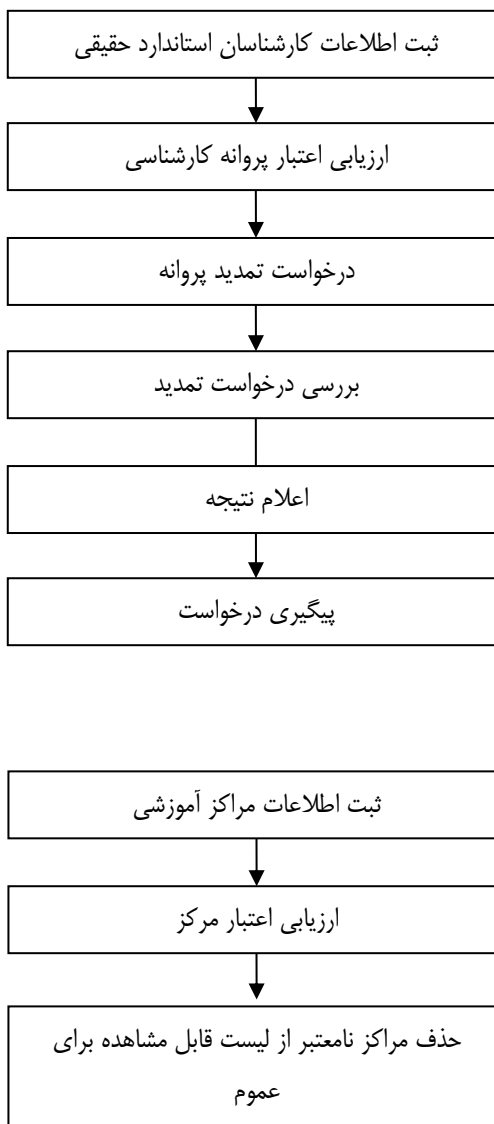 ثبت اطلاعات کارشناسان استاندارد حقیقی
ارزیابی اعتبار پروانه کارشناسی
درخواست تمدید پروانه
بررسی درخواست تمدید
اعلام نتیجه
پیگیری درخواست
ثبت اطلاعات مراکز آموزشی
ارزیابی اعتبار مرکز
حذف مراکز نامعتبر از لیست قابل مشاهده برای
عموم